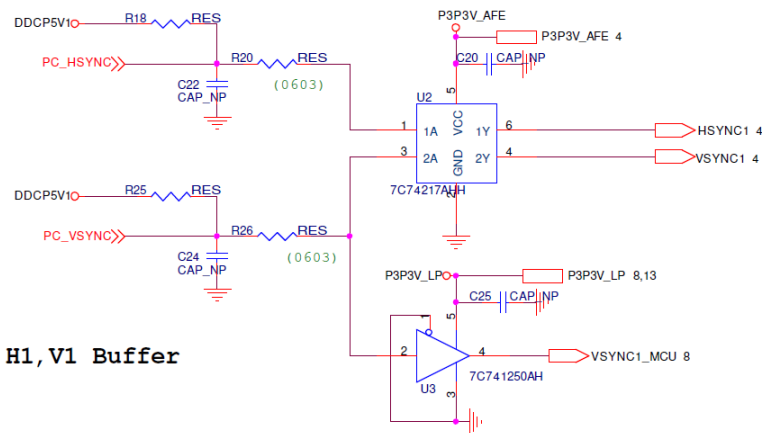 DDCP5V1
R18
RES
P3P3V_AFE
P3P3V_AFE 4
PC_HSYNC
R20
RES
C20
CAP_NP
C22
CAP_NP
(0603)
5
U2
1
1A
VCC
1Y
6
HSYNC1 4
3
2A
GND
2Y
4
VSYNC1 4
2
7C74217AHH
DDCP5V1
R25
RES
PC_VSYNC
R26
RES
C24
CAP_NP
(0603)
P3P3V_LP
P3P3V_LP 8,13
C25
CAP_NP
1
5
H1,V1 Buffer
2
4
VSYNC1_MCU 8
7C741250AH
U3
3